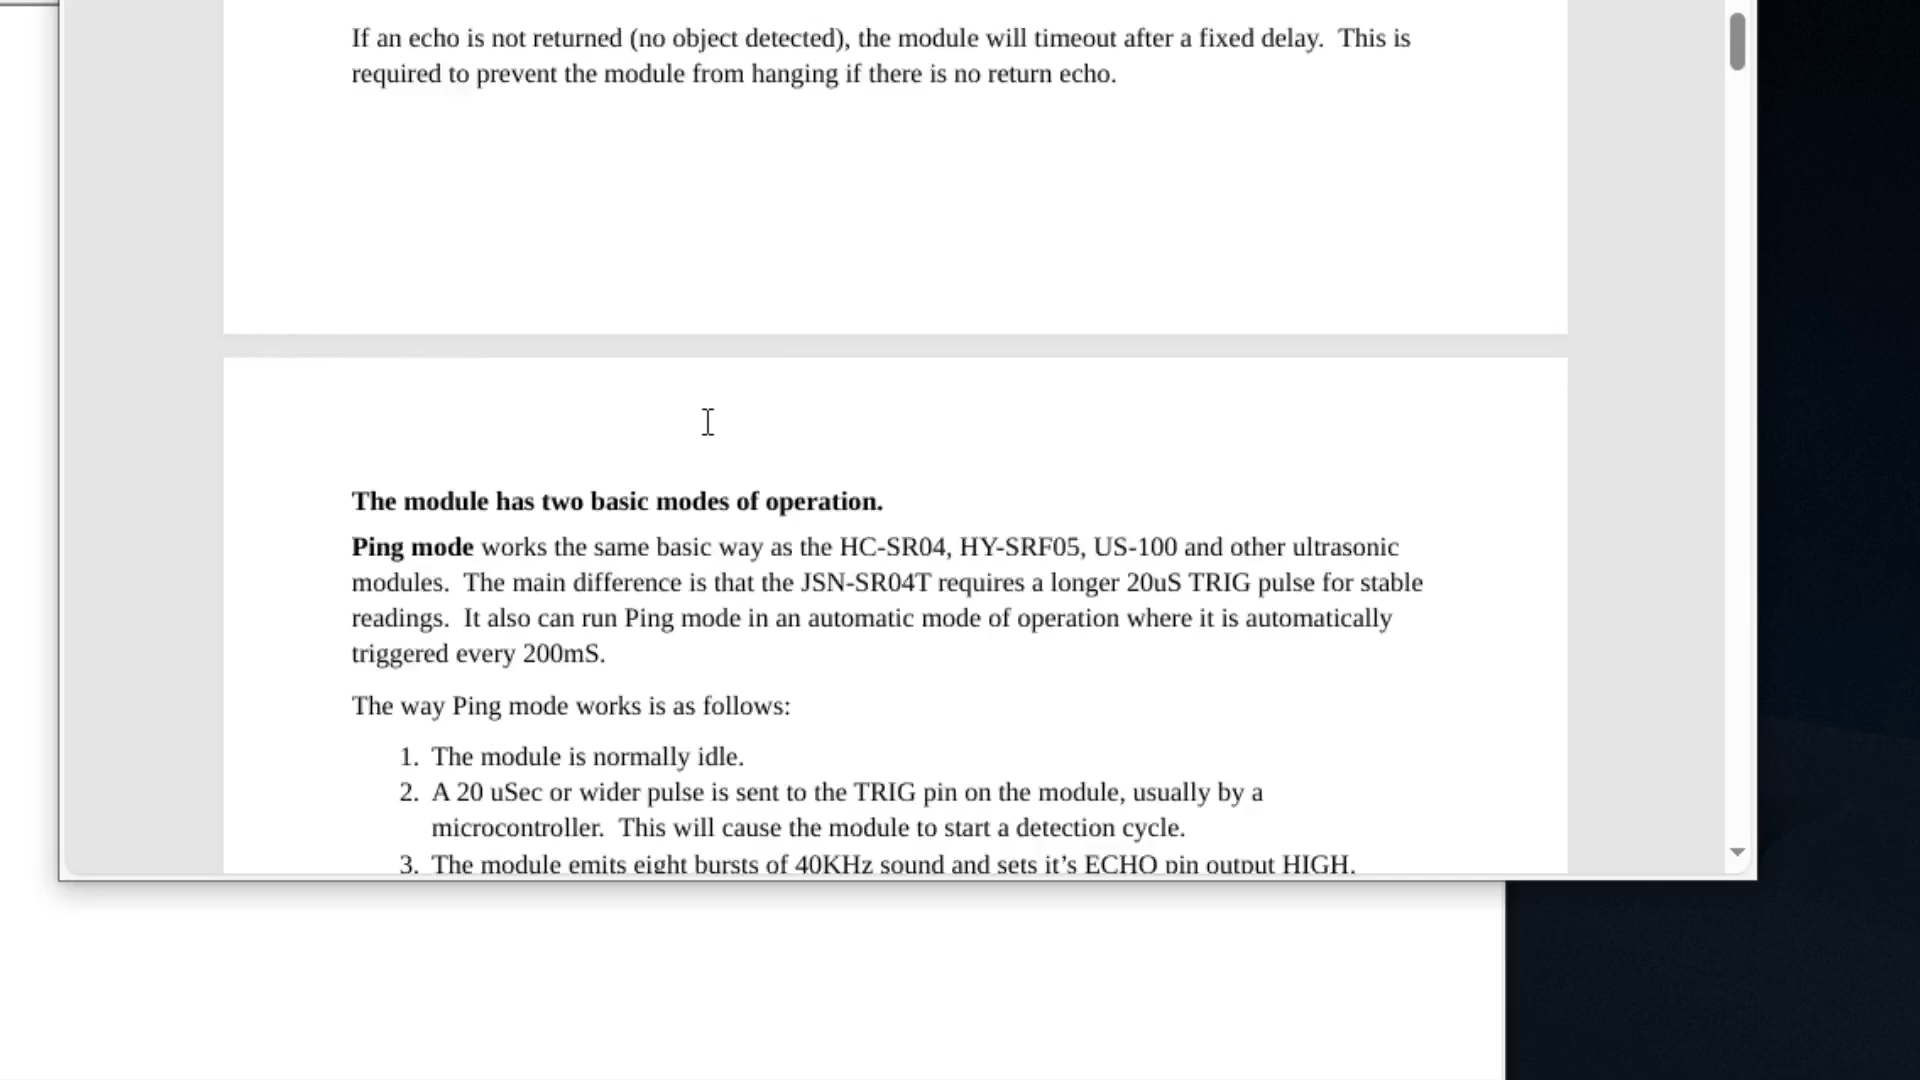 If an echo is not returned (no object detected), the module will timeout after a fixed delay.  This is
required to prevent the module from hanging if there is no return echo.
The module has two basic modes of operation.
Ping mode works the same basic way as the HC-SR04, HY-SRF05, US-100 and other ultrasonic
modules.  The main difference is that the JSN-SR04T requires a longer 20uS TRIG pulse for stable
readings.  It also can run Ping mode in an automatic mode of operation where it is automatically
triggered every 200mS.
The way Ping mode works is as follows:
1. The module is normally idle.
2. A 20 uSec or wider pulse is sent to the TRIG pin on the module, usually by a
microcontroller.  This will cause the module to start a detection cycle.
3. The module emits eight bursts of 40KHz sound and sets it’s ECHO pin output HIGH.